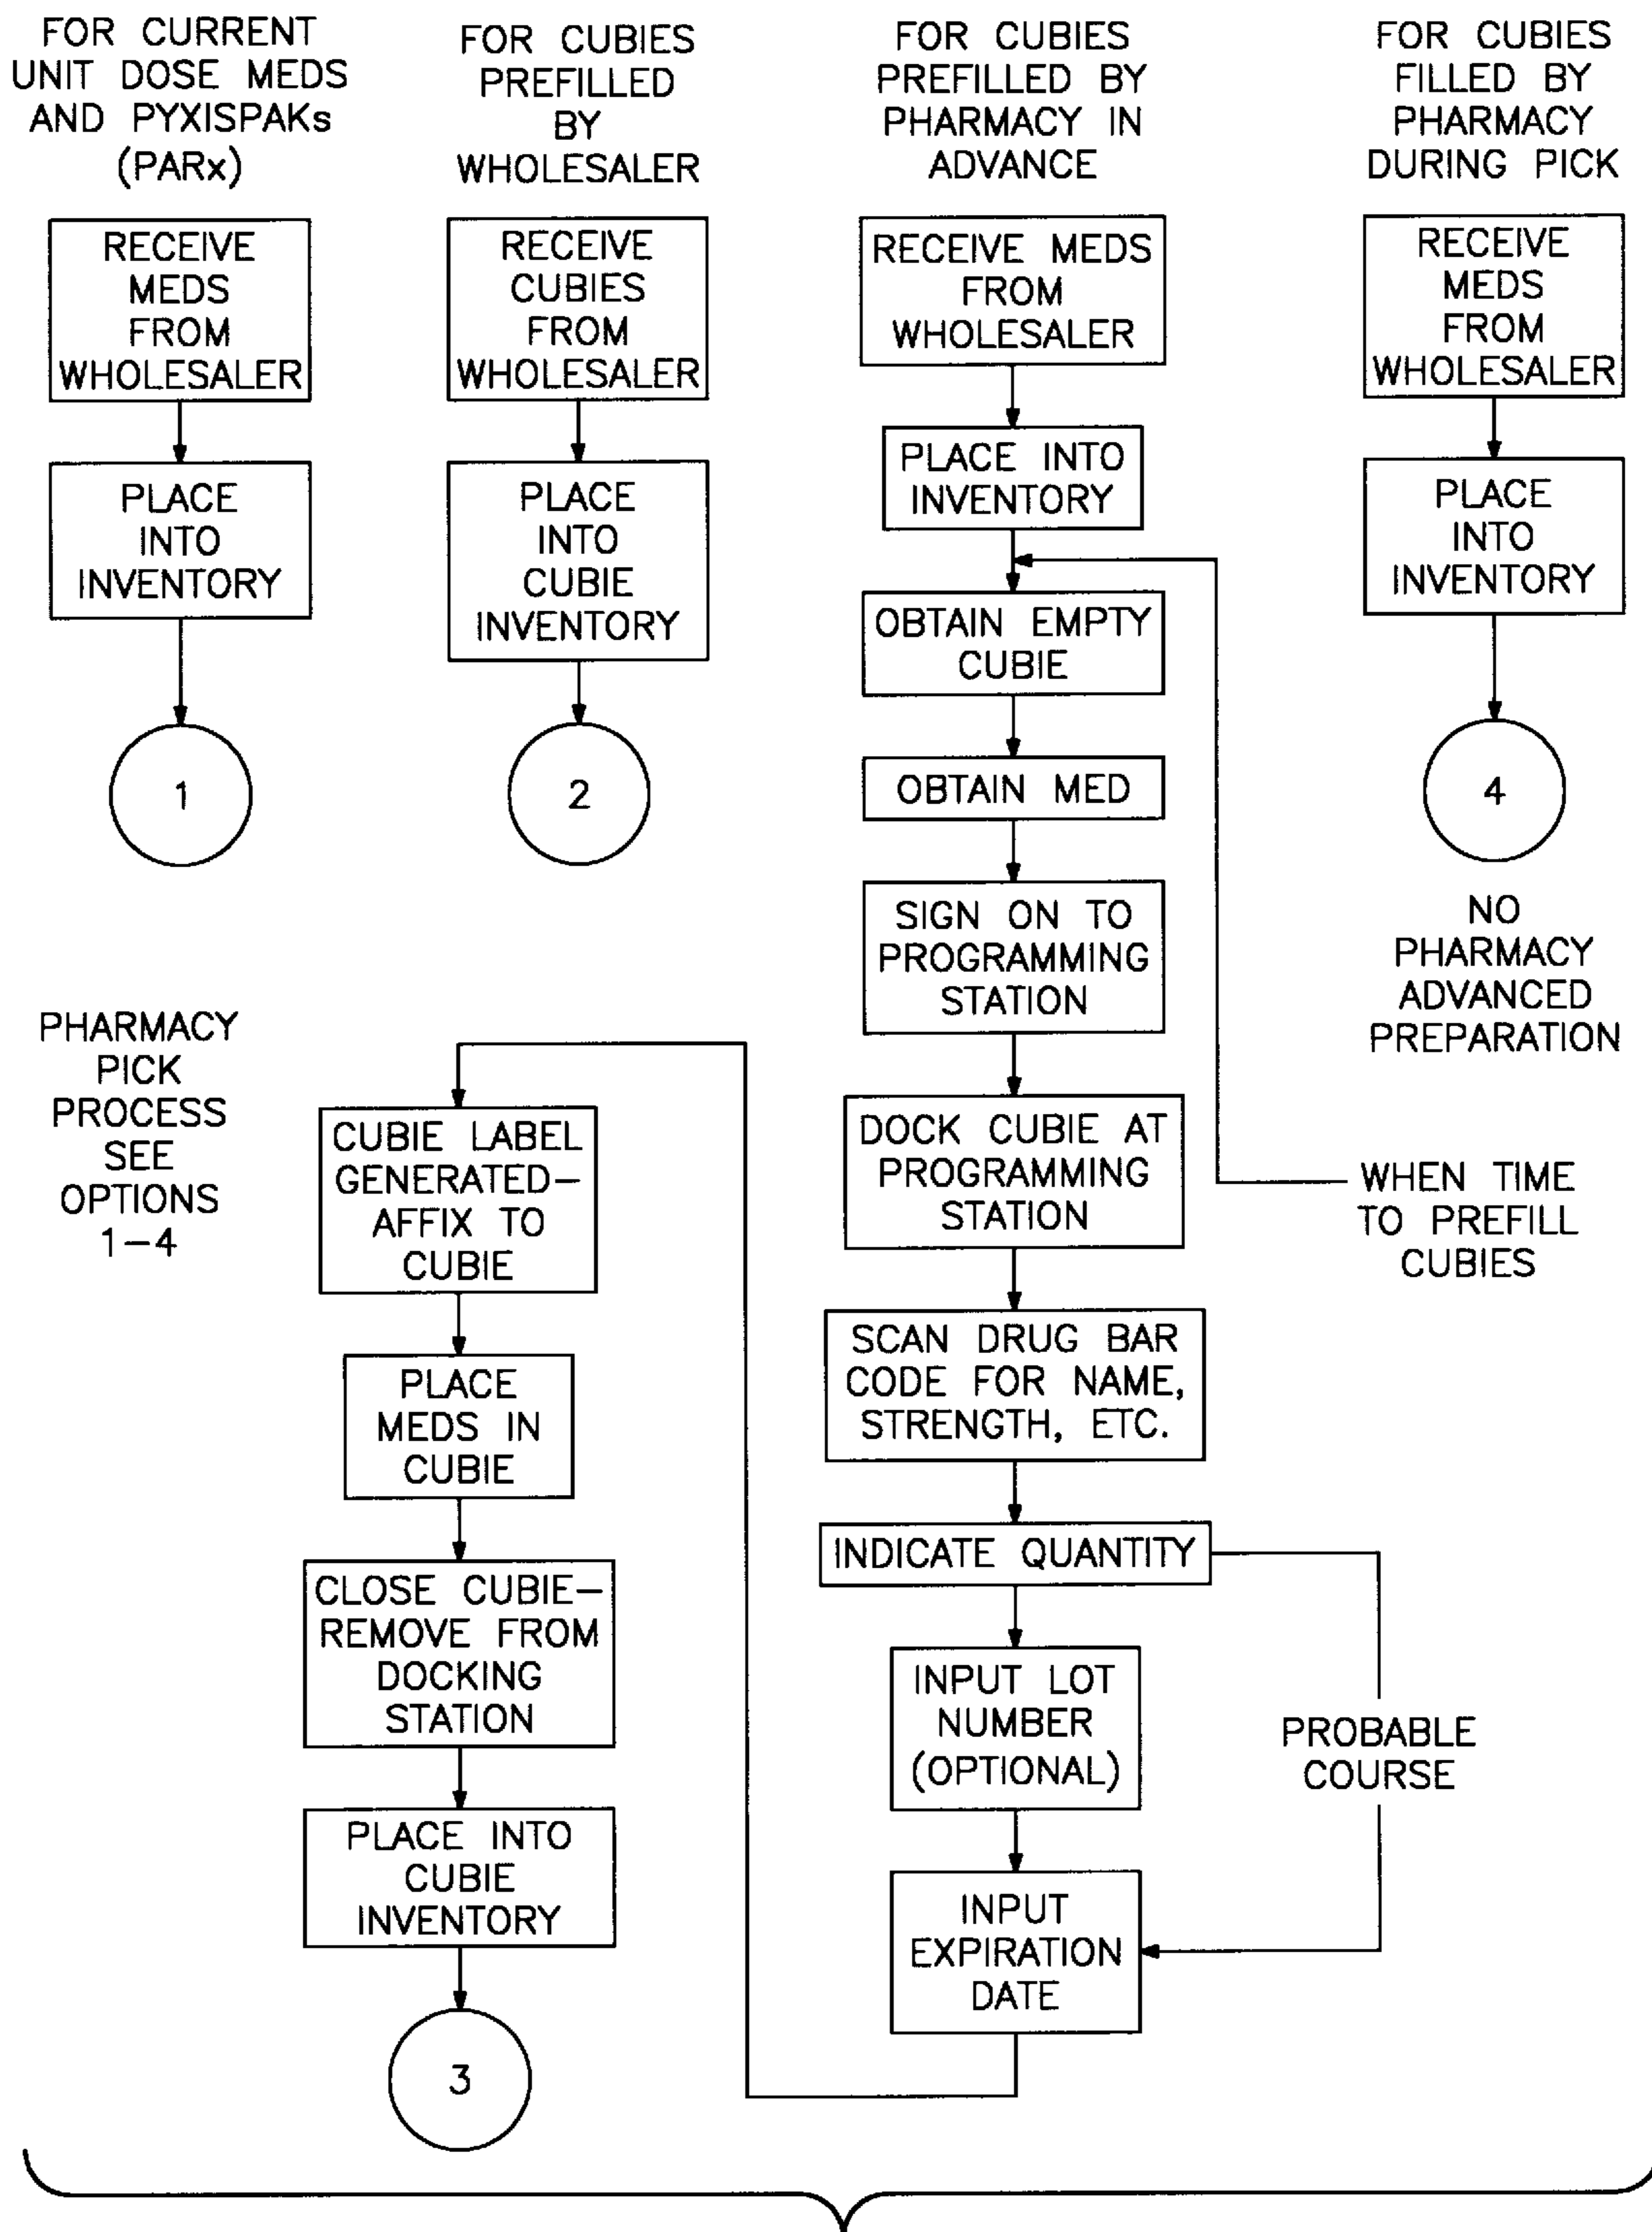 FOR CURRENT
UNIT DOSE MEDS
AND PYXISPAKs
(PARx)
RECEIVE
MEDS
FROM
WHOLESALER
PLACE
INTO
INVENTORY
1
FOR CUBIES
PREFILLED
BY
WHOLESALER
RECEIVE
CUBIES
FROM
WHOLESALER
PLACE
INTO
CUBIE
INVENTORY
2
FOR CUBIES
PREFILLED BY
PHARMACY IN
ADVANCE
RECEIVE MEDS
FROM
WHOLESALER
PLACE INTO
INVENTORY
OBTAIN EMPTY
CUBIE
OBTAIN MED
SIGN ON TO
PROGRAMMING
STATION
DOCK CUBIE AT
PROGRAMMING
STATION
WHEN TIME
TO PREFILL
CUBIES
SCAN DRUG BAR
CODE FOR NAME,
STRENGTH, ETC.
INDICATE QUANTITY
INPUT LOT
NUMBER
(OPTIONAL)
PROBABLE
COURSE
INPUT
EXPIRATION
DATE
CUBIE LABEL
GENERATED–
AFFIX TO
CUBIE
PLACE
MEDS IN
CUBIE
CLOSE CUBIE–
REMOVE FROM
DOCKING
STATION
PLACE INTO
CUBIE
INVENTORY
3
FOR CUBIES
FILLED BY
PHARMACY
DURING PICK
RECEIVE
MEDS
FROM
WHOLESALER
PLACE
INTO
INVENTORY
4
NO
PHARMACY
ADVANCED
PREPARATION
PHARMACY
PICK
PROCESS
SEE
OPTIONS
1–4